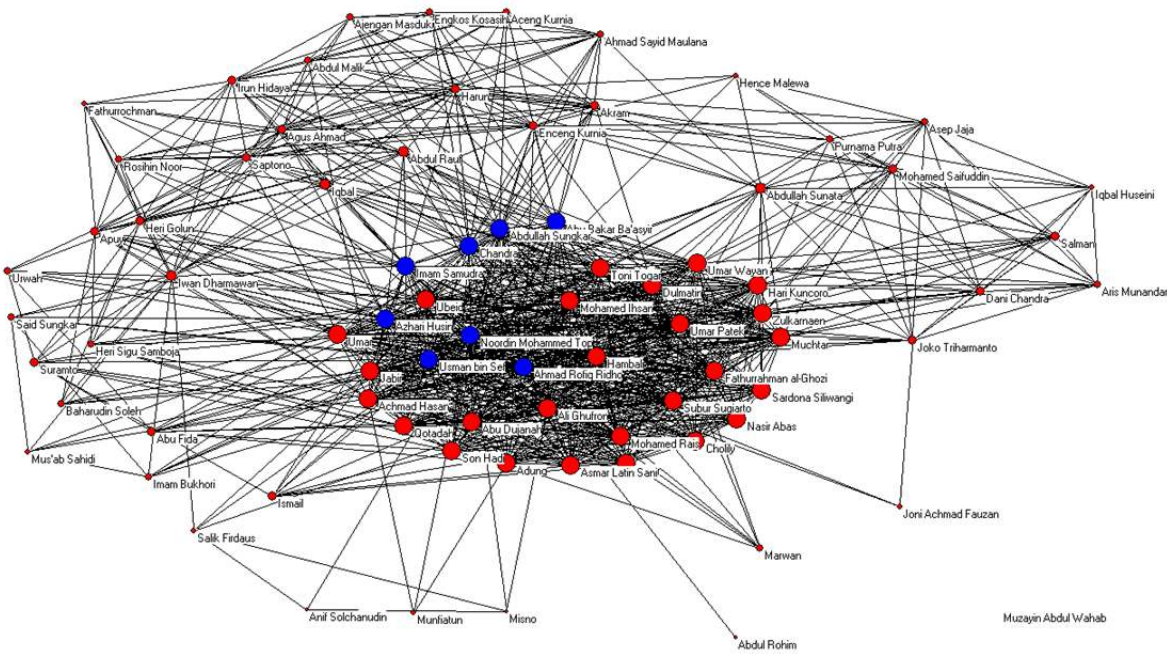 Ajengan Masduki
Engkos Kosasih
Aceng Kurnia
Ahmad Sayid Maulana
Abdul Malik
Hence Malewa
Irun Hidayat
Harun
Fathurrochman
Akram
Asep Jaja
Enceng Kurnia
Agus Ahmad
Purnama Putra
Rosihin Noor
Saptono
Abdul Rauf
Mohamed Saifuddin
Iqbal
Abdullah Sunata
Iqbal Huseini
Heri Golun
Abu Bakar Ba'asyir
Apuy
Abdullah Sungkar
Salman
Chandra
Urwah
Iwan Dharmawan
Imam Samudra
Toni Togar
Umar Wayan
Dulmatin
Hari Kuncoro
Dani Chandra
Aris Munandar
Ubeid
Mohamed Ihsan
Said Sungkar
Azhari Husin
Umar Patek
Zulkarnaen
Umar
Noordin Mohammed Top
Muchtar
Heri Sigu Samboja
Joko Triharmanto
Suramto
Usman bin Sef
Hambali
Jabir
Ahmad Rofiq Ridho
Fathurrahman al-Ghozi
Sardona Siliwangi
Baharudin Soleh
Achmad Hasan
Ali Ghufron
Subur Sugiarto
Abu Fida
Qotadah
Abu Dujanah
Nasir Abas
Mohamed Rais
Cholily
Mus'ab Sahidi
Son Hadi
Adung
Asmar Latin Sani
Imam Bukhori
Ismail
Joni Achmad Fauzan
Salik Firdaus
Marwan
Anif Solchanudin
Munfiatun
Misno
Muzayin Abdul Wahab
Abdul Rohim